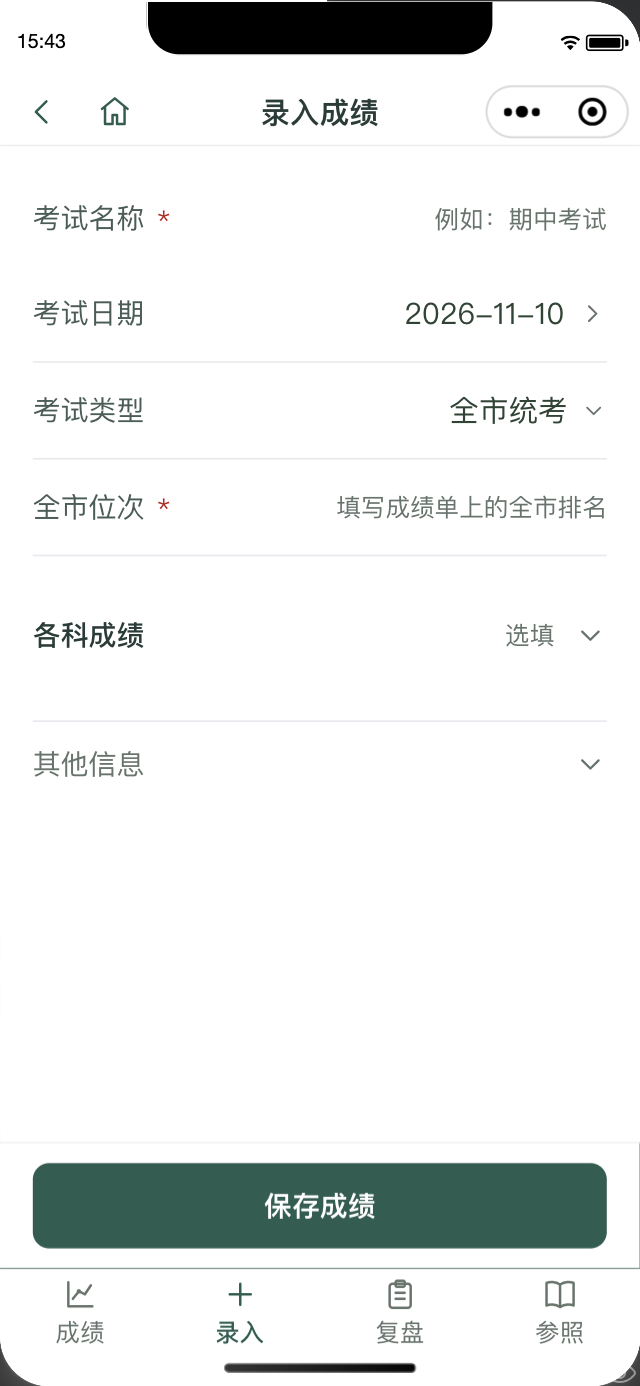 15:43
录入成绩
考试名称 * 例如：期中考试
考试日期 2026-11-10
考试类型 全市统考
全市位次 * 填写成绩单上的全市排名
各科成绩 选填
其他信息
保存成绩
成绩 录入 复盘 参照